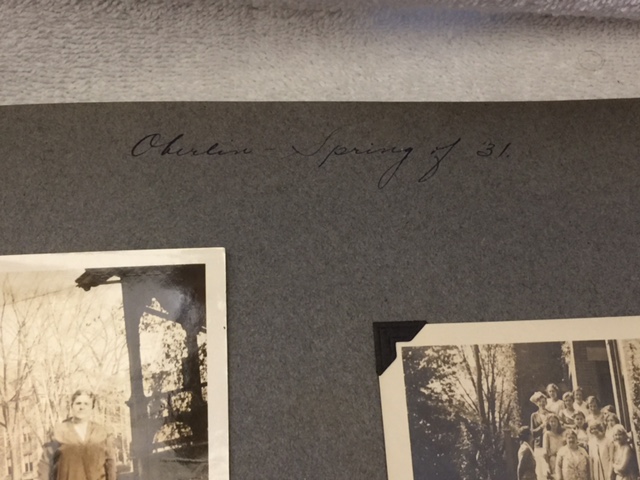 Oberlin - Spring of 31.